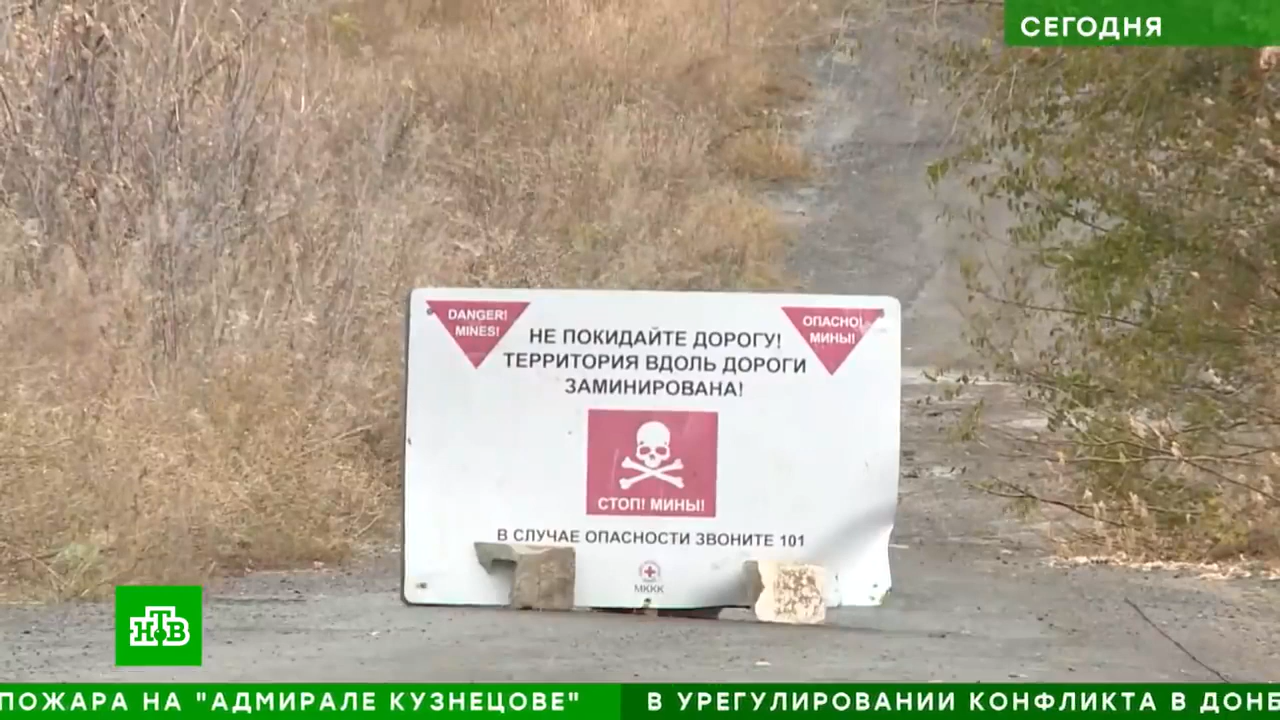 СЕГОДНЯ
DANGER!
MINES!
ОПАСНО!
МИНЫ!
НЕ ПОКИДАЙТЕ ДОРОГУ!
ТЕРРИТОРИЯ ВДОЛЬ ДОРОГИ
ЗАМИНИРОВАНА!
СТОП! МИНЫ!
В СЛУЧАЕ ОПАСНОСТИ ЗВОНИТЕ 101
МККК
НТВ
ПОЖАРА НА "АДМИРАЛЕ КУЗНЕЦОВЕ"
В УРЕГУЛИРОВАНИИ КОНФЛИКТА В ДОНЕ